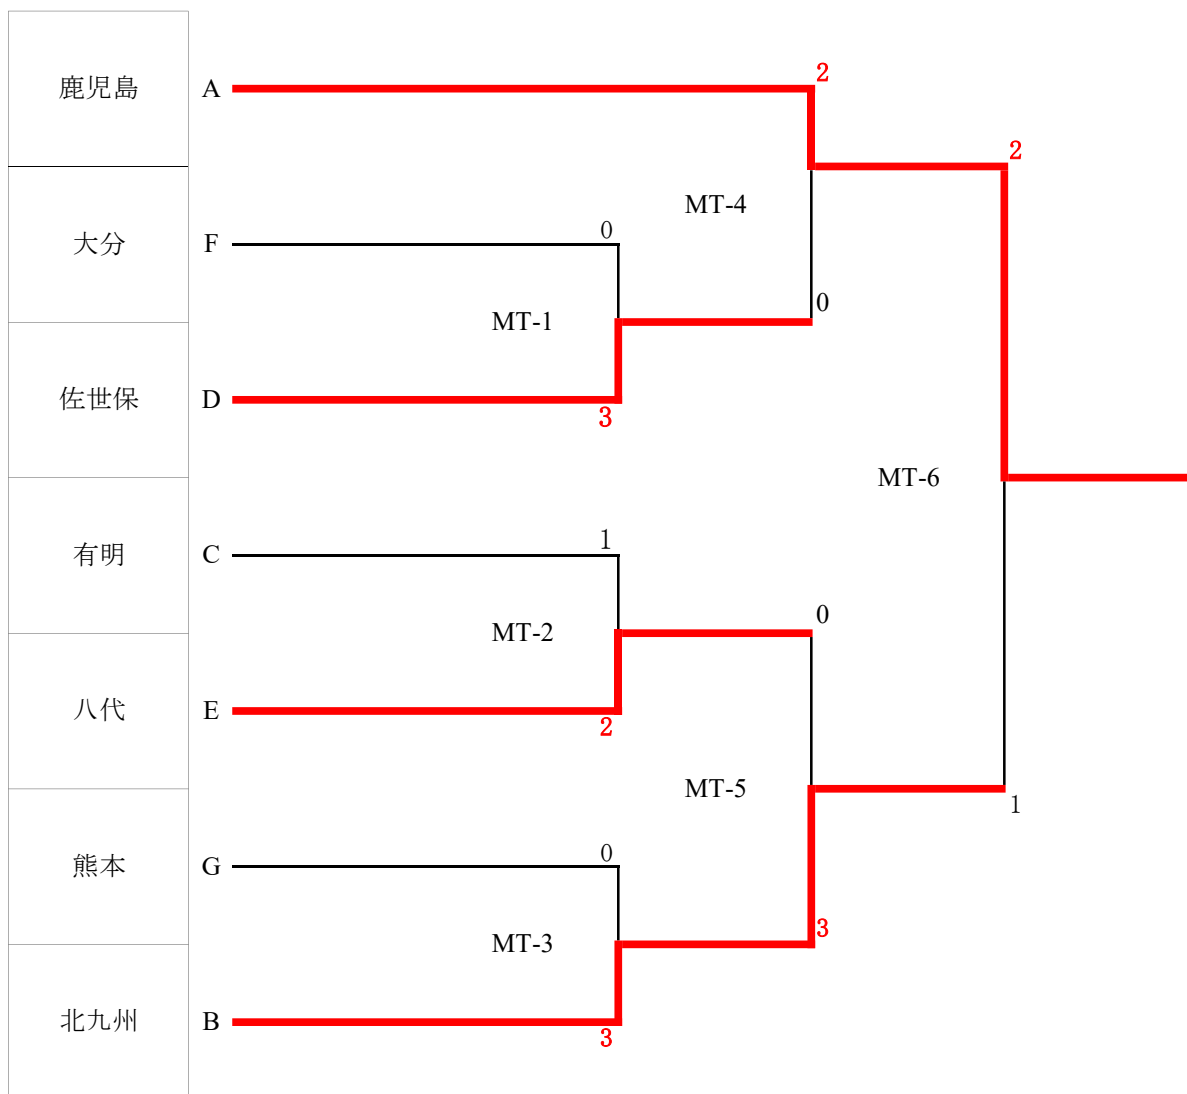 2
鹿児島 A
2
MT-4
0
大分 F
0
MT-1
佐世保 D
3
MT-6
1
有明 C
0
MT-2
八代 E
2
MT-5
1
0
熊本 G
3
MT-3
北九州 B
3